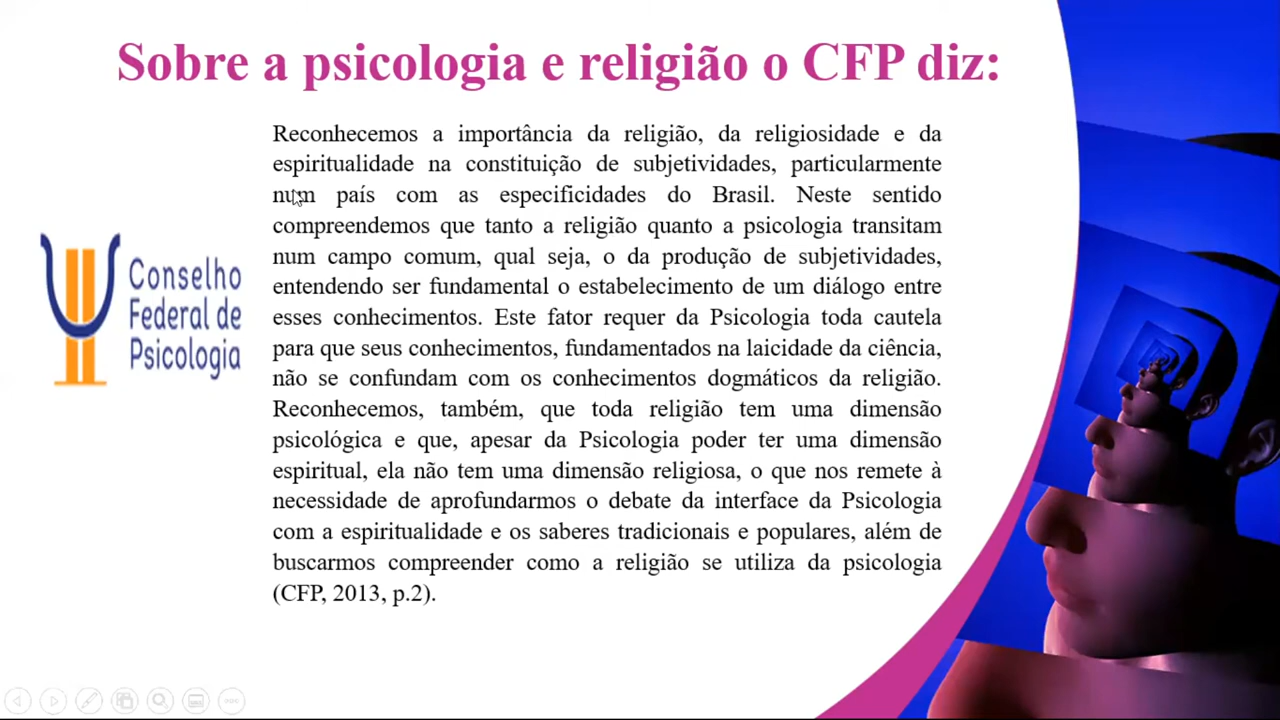 Sobre a psicologia e religião o CFP diz:
Reconhecemos a importância da religião, da religiosidade e da
espiritualidade na constituição de subjetividades, particularmente
num país com as especificidades do Brasil. Neste sentido
compreendemos que tanto a religião quanto a psicologia transitam
num campo comum, qual seja, o da produção de subjetividades,
entendendo ser fundamental o estabelecimento de um diálogo entre
esses conhecimentos. Este fator requer da Psicologia toda cautela
para que seus conhecimentos, fundamentados na laicidade da ciência,
não se confundam com os conhecimentos dogmáticos da religião.
Reconhecemos, também, que toda religião tem uma dimensão
psicológica e que, apesar da Psicologia poder ter uma dimensão
espiritual, ela não tem uma dimensão religiosa, o que nos remete à
necessidade de aprofundarmos o debate da interface da Psicologia
com a espiritualidade e os saberes tradicionais e populares, além de
buscarmos compreender como a religião se utiliza da psicologia
(CFP, 2013, p.2).
Conselho
Federal de
Psicologia